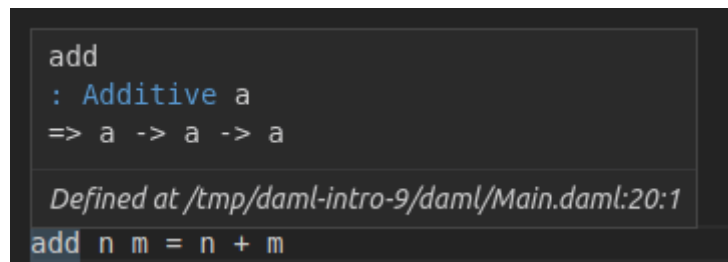 add
: Additive a
=> a -> a -> a
Defined at /tmp/daml-intro-9/daml/Main.daml:20:1
add n m = n + m